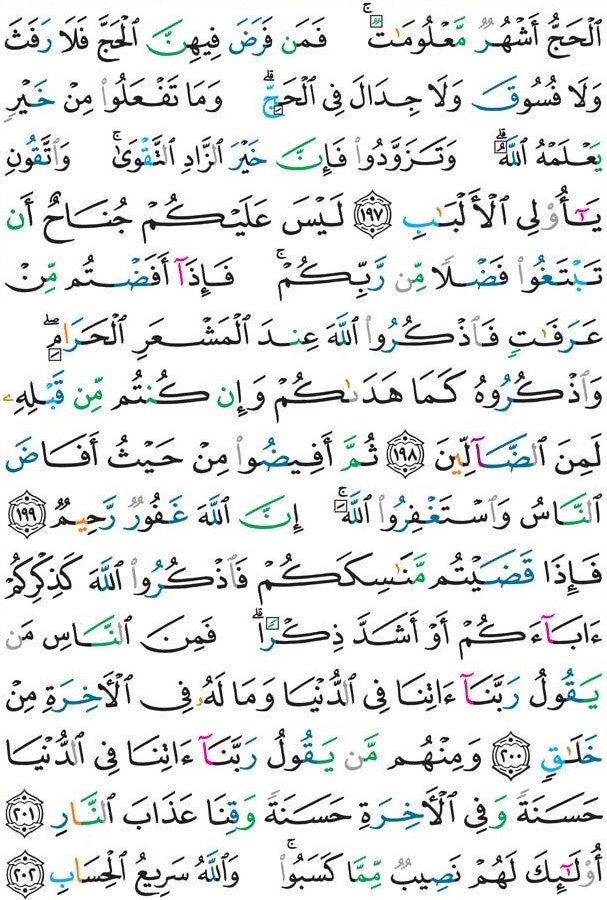 ٱلْحَجُّ أَشْهُرٌ مَّعْلُومَٰتٌ ۚ فَمَن فَرَضَ فِيهِنَّ ٱلْحَجَّ فَلَا رَفَثَ
وَلَا فُسُوقَ وَلَا جِدَالَ فِى ٱلْحَجِّ ۗ وَمَا تَفْعَلُوا۟ مِنْ خَيْرٍ
يَعْلَمْهُ ٱللَّهُ ۗ وَتَزَوَّدُوا۟ فَإِنَّ خَيْرَ ٱلزَّادِ ٱلتَّقْوَىٰ ۚ وَٱتَّقُونِ
يَٰٓأُو۟لِى ٱلْأَلْبَٰبِ ١٩٧ لَيْسَ عَلَيْكُمْ جُنَاحٌ أَن
تَبْتَغُوا۟ فَضْلًا مِّن رَّبِّكُمْ ۚ فَإِذَآ أَفَضْتُم مِّنْ
عَرَفَٰتٍ فَٱذْكُرُوا۟ ٱللَّهَ عِندَ ٱلْمَشْعَرِ ٱلْحَرَامِ ۖ
وَٱذْكُرُوهُ كَمَا هَدَىٰكُمْ وَإِن كُنتُم مِّن قَبْلِهِۦ
لَمِنَ ٱلضَّآلِّينَ ١٩٨ ثُمَّ أَفِيضُوا۟ مِنْ حَيْثُ أَفَاضَ
ٱلنَّاسُ وَٱسْتَغْفِرُوا۟ ٱللَّهَ ۚ إِنَّ ٱللَّهَ غَفُورٌ رَّحِيمٌ ١٩٩
فَإِذَا قَضَيْتُم مَّنَٰسِكَكُمْ فَٱذْكُرُوا۟ ٱللَّهَ كَذِكْرِكُمْ
ءَابَآءَكُمْ أَوْ أَشَدَّ ذِكْرًا ۗ فَمِنَ ٱلنَّاسِ مَن
يَقُولُ رَبَّنَآ ءَاتِنَا فِى ٱلدُّنْيَا وَمَا لَهُۥ فِى ٱلْءَاخِرَةِ مِنْ
خَلَٰقٍ ٢٠٠ وَمِنْهُم مَّن يَقُولُ رَبَّنَآ ءَاتِنَا فِى ٱلدُّنْيَا
حَسَنَةً وَفِى ٱلْءَاخِرَةِ حَسَنَةً وَقِنَا عَذَابَ ٱلنَّارِ ٢٠١
أُو۟لَٰٓئِكَ لَهُمْ نَصِيبٌ مِّمَّا كَسَبُوا۟ ۚ وَٱللَّهُ سَرِيعُ ٱلْحِسَابِ ٢٠٢